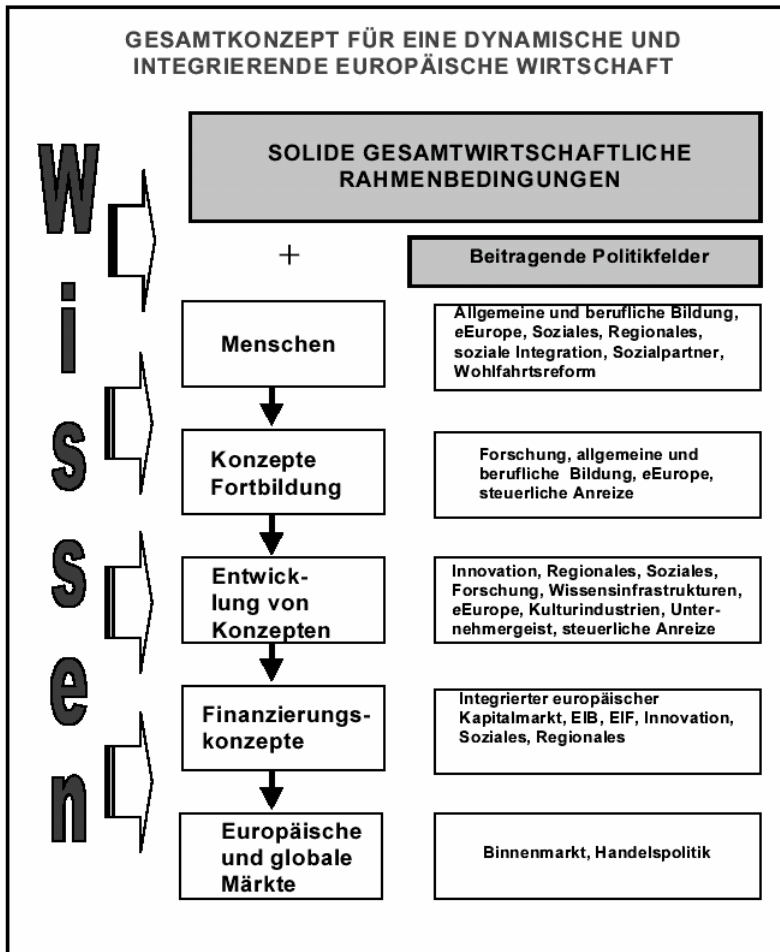 GESAMTKONZEPT FÜR EINE DYNAMISCHE UND
INTEGRIERENDE EUROPÄISCHE WIRTSCHAFT
Wissen
SOLIDE GESAMTWIRTSCHAFTLICHE
RAHMENBEDINGUNGEN
+
Beitragende Politikfelder
Menschen
Allgemeine und berufliche Bildung,
eEurope, Soziales, Regionales,
soziale Integration, Sozialpartner,
Wohlfahrtsreform
Konzepte
Fortbildung
Forschung, allgemeine und
berufliche Bildung, eEurope,
steuerliche Anreize
Entwick-
lung von
Konzepten
Innovation, Regionales, Soziales,
Forschung, Wissensinfrastrukturen,
eEurope, Kulturindustrien, Unter-
nehmergeist, steuerliche Anreize
Finanzierungs-
konzepte
Integrierter europäischer
Kapitalmarkt, EIB, EIF, Innovation,
Soziales, Regionales
Europäische
und globale
Märkte
Binnenmarkt, Handelspolitik